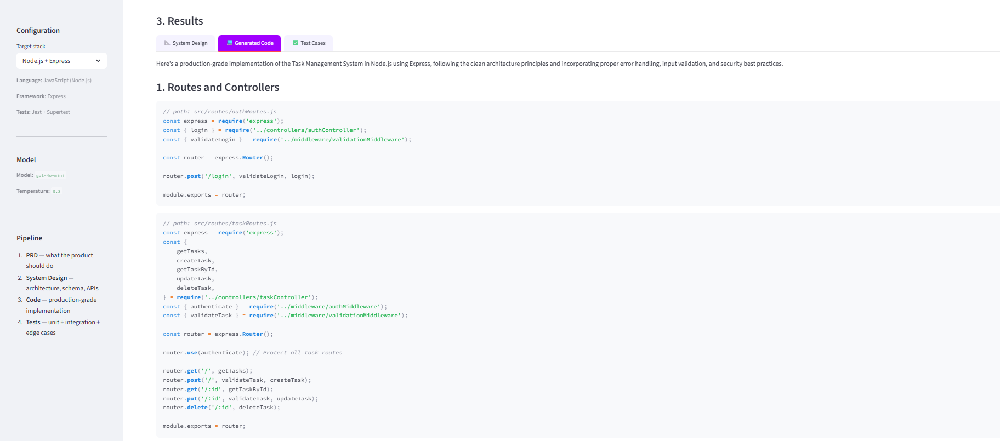 Configuration
Target stack
Node.js + Express
Language: JavaScript (Node.js)
Framework: Express
Tests: Jest + Supertest
Model
Model: gpt-4o-mini
Temperature: 0.3
Pipeline
1. PRD — what the product
should do
2. System Design —
architecture, schema, APIs
3. Code — production-grade
implementation
4. Tests — unit + integration +
edge cases
3. Results
System Design
Generated Code
Test Cases
Here's a production-grade implementation of the Task Management System in Node.js using Express, following the clean architecture principles and incorporating proper error handling, input validation, and security best practices.
1. Routes and Controllers
// path: src/routes/authRoutes.js
const express = require('express');
const { login } = require('../controllers/authController');
const { validateLogin } = require('../middleware/validationMiddleware');
const router = express.Router();
router.post('/login', validateLogin, login);
module.exports = router;
// path: src/routes/taskRoutes.js
const express = require('express');
const {
    getTasks,
    createTask,
    getTaskById,
    updateTask,
    deleteTask,
} = require('../controllers/taskController');
const { authenticate } = require('../middleware/authMiddleware');
const { validateTask } = require('../middleware/validationMiddleware');
const router = express.Router();
router.use(authenticate); // Protect all task routes
router.get('/', getTasks);
router.post('/', validateTask, createTask);
router.get('/:id', getTaskById);
router.put('/:id', validateTask, updateTask);
router.delete('/:id', deleteTask);
module.exports = router;